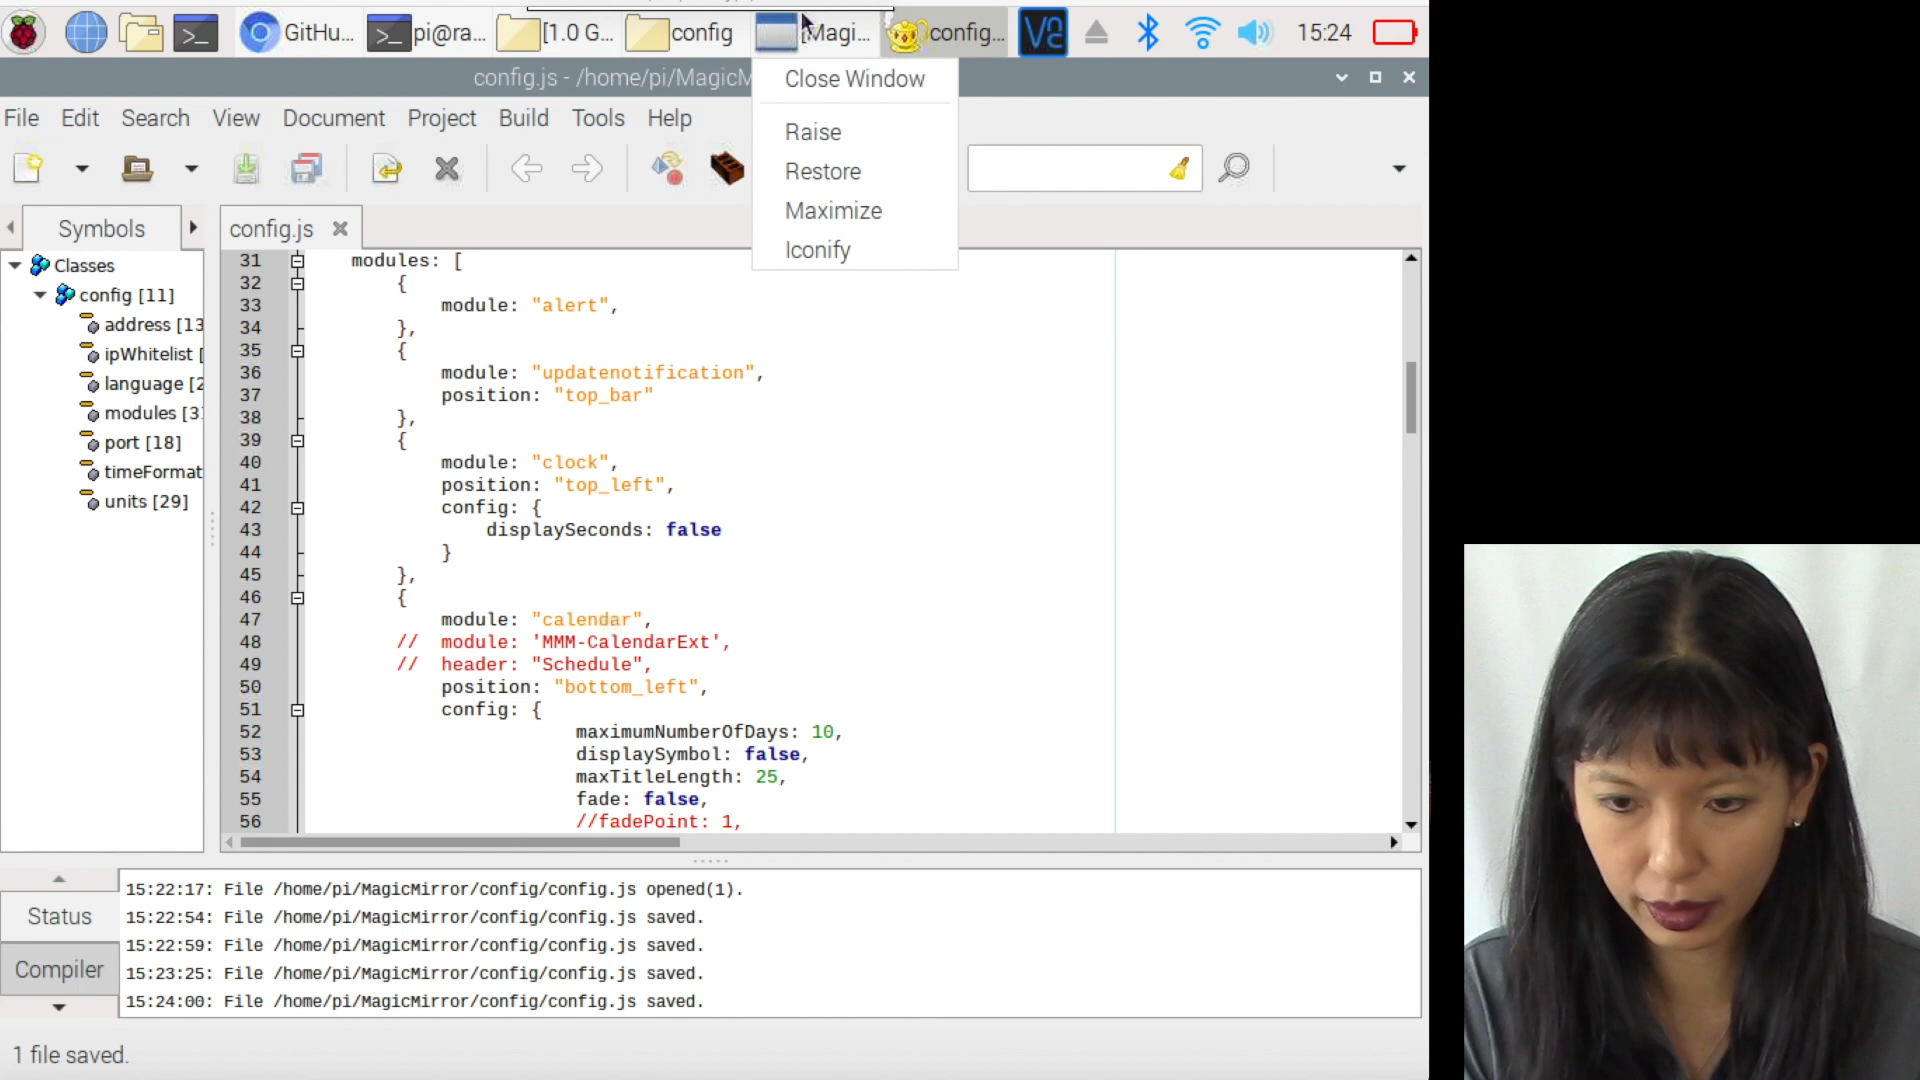 GitHu...
pi@ra...
[1.0 G...
config
[Magi...
config...
15:24
config.js - /home/pi/MagicM
Close Window
Raise
Restore
Maximize
Iconify
File Edit Search View Document Project Build Tools Help
Symbols
config.js
Classes
config [11]
address [13
ipWhitelist [
language [2
modules [3
port [18]
timeFormat
units [29]
31 modules: [
32 {
33 module: "alert",
34 },
35 {
36 module: "updatenotification",
37 position: "top_bar"
38 },
39 {
40 module: "clock",
41 position: "top_left",
42 config: {
43 displaySeconds: false
44 }
45 },
46 {
47 module: "calendar",
48 // module: 'MMM-CalendarExt',
49 // header: "Schedule",
50 position: "bottom_left",
51 config: {
52 maximumNumberOfDays: 10,
53 displaySymbol: false,
54 maxTitleLength: 25,
55 fade: false,
56 //fadePoint: 1,
Status
Compiler
15:22:17: File /home/pi/MagicMirror/config/config.js opened(1).
15:22:54: File /home/pi/MagicMirror/config/config.js saved.
15:22:59: File /home/pi/MagicMirror/config/config.js saved.
15:23:25: File /home/pi/MagicMirror/config/config.js saved.
15:24:00: File /home/pi/MagicMirror/config/config.js saved.
1 file saved.